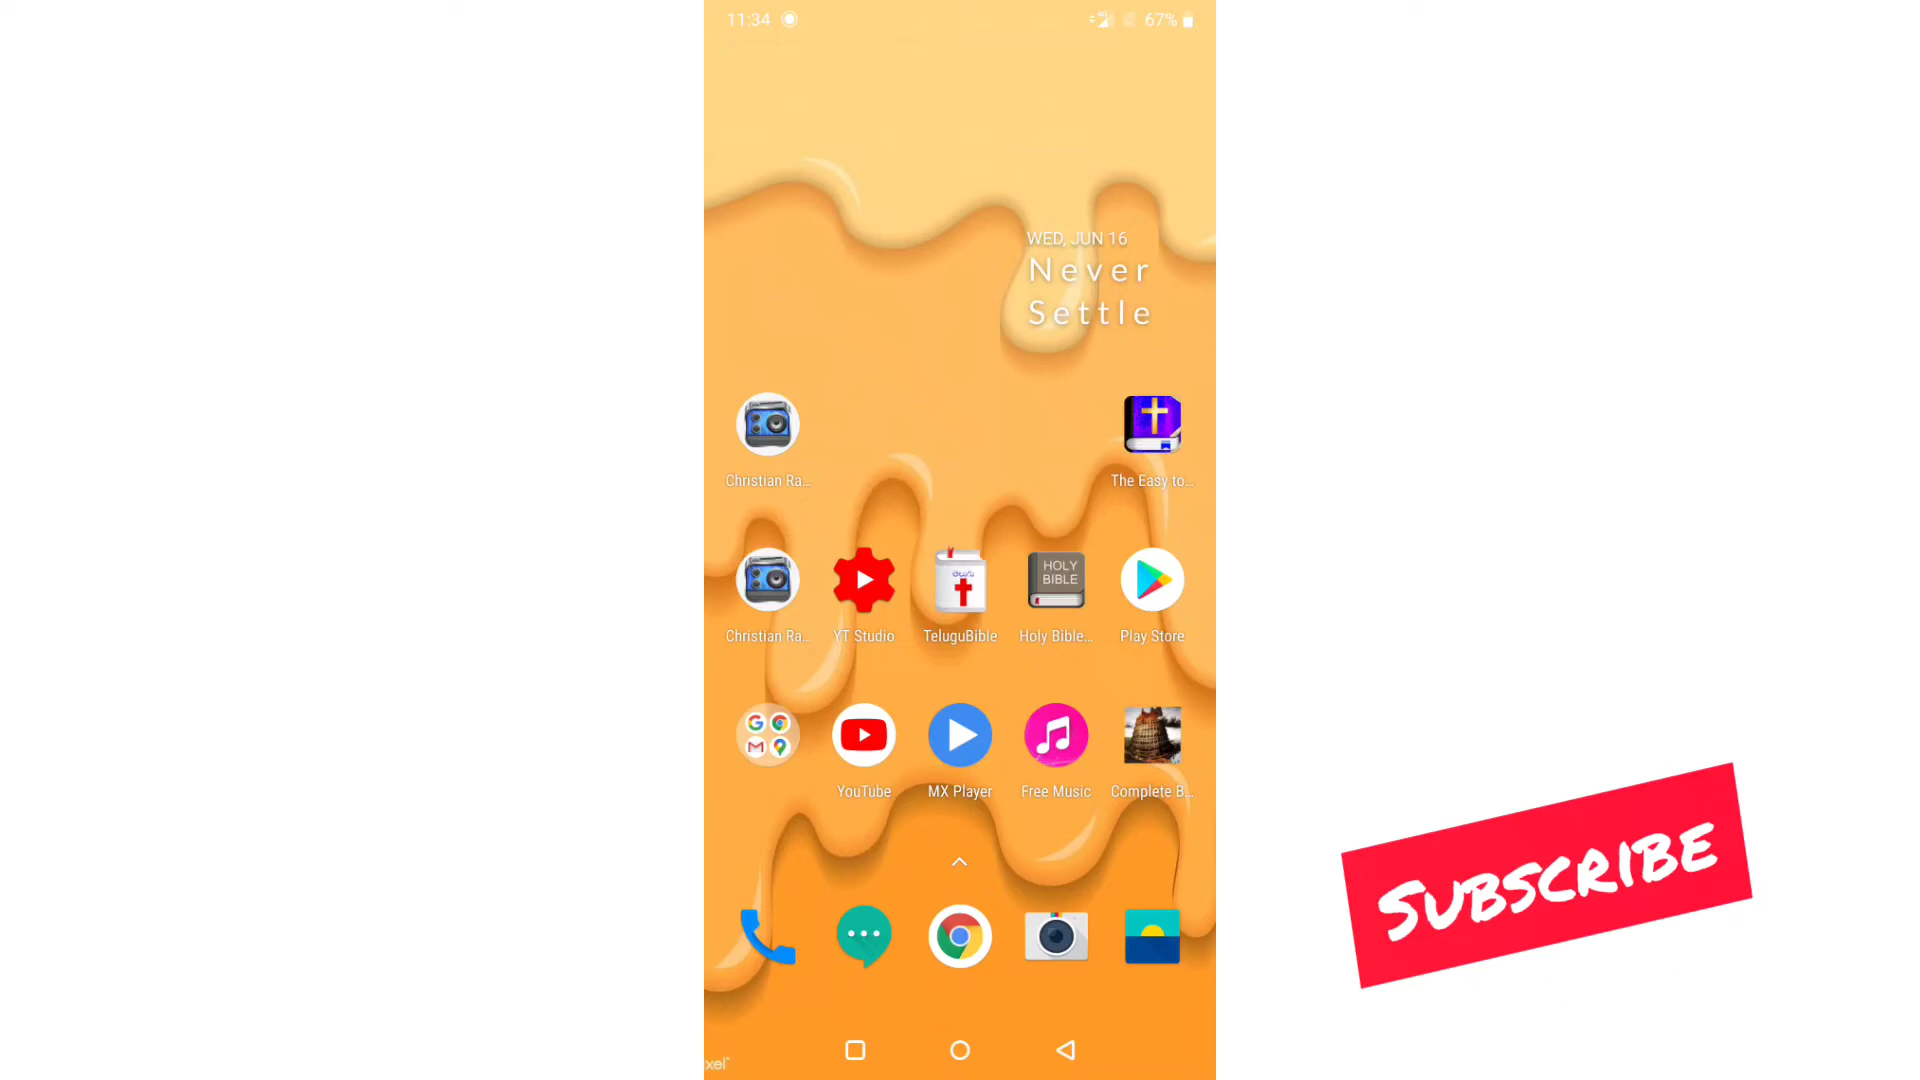 11:34
67%
WED, JUN 16
Never
Settle
Christian Ra...
The Easy to...
తెలుగు
HOLY
BIBLE
Christian Ra...
YT Studio
TeluguBible
Holy Bible...
Play Store
YouTube
MX Player
Free Music
Complete B...
SUBSCRIBE
xel